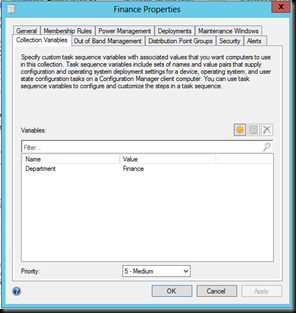 Finance Properties
General
Membership Rules
Power Management
Deployments
Maintenance Windows
Collection Variables
Out of Band Management
Distribution Point Groups
Security
Alerts
Specify custom task sequence variables with associated values that you want computers to use
in this collection. Task sequence variables include sets of names and value pairs that supply
configuration and operating system deployment settings for a device, operating system, and user
state configuration tasks on a Configuration Manager client computer. You can use task
sequence variables to configure and customize the steps in a task sequence.
Variables:
Filter...
Name Value
Department Finance
Priority: 5 - Medium
OK Cancel Apply